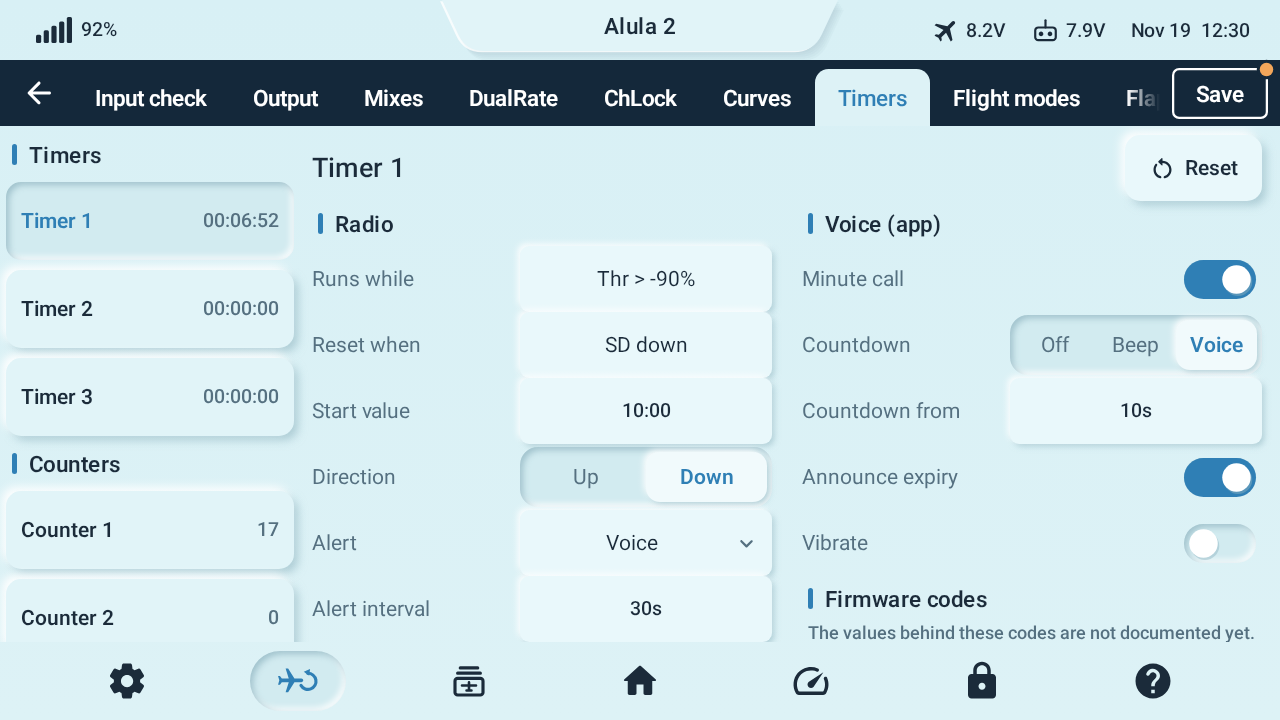 92%
Alula 2
8.2V
7.9V
Nov 19 12:30
Input check
Output
Mixes
DualRate
ChLock
Curves
Timers
Flight modes
Fla
Save
Timers
Timer 1 00:06:52
Timer 2 00:00:00
Timer 3 00:00:00
Counters
Counter 1 17
Counter 2 0
Timer 1
Reset
Radio
Runs while Thr > -90%
Reset when SD down
Start value 10:00
Direction Up Down
Alert Voice
Alert interval 30s
Voice (app)
Minute call
Countdown Off Beep Voice
Countdown from 10s
Announce expiry
Vibrate
Firmware codes
The values behind these codes are not documented yet.